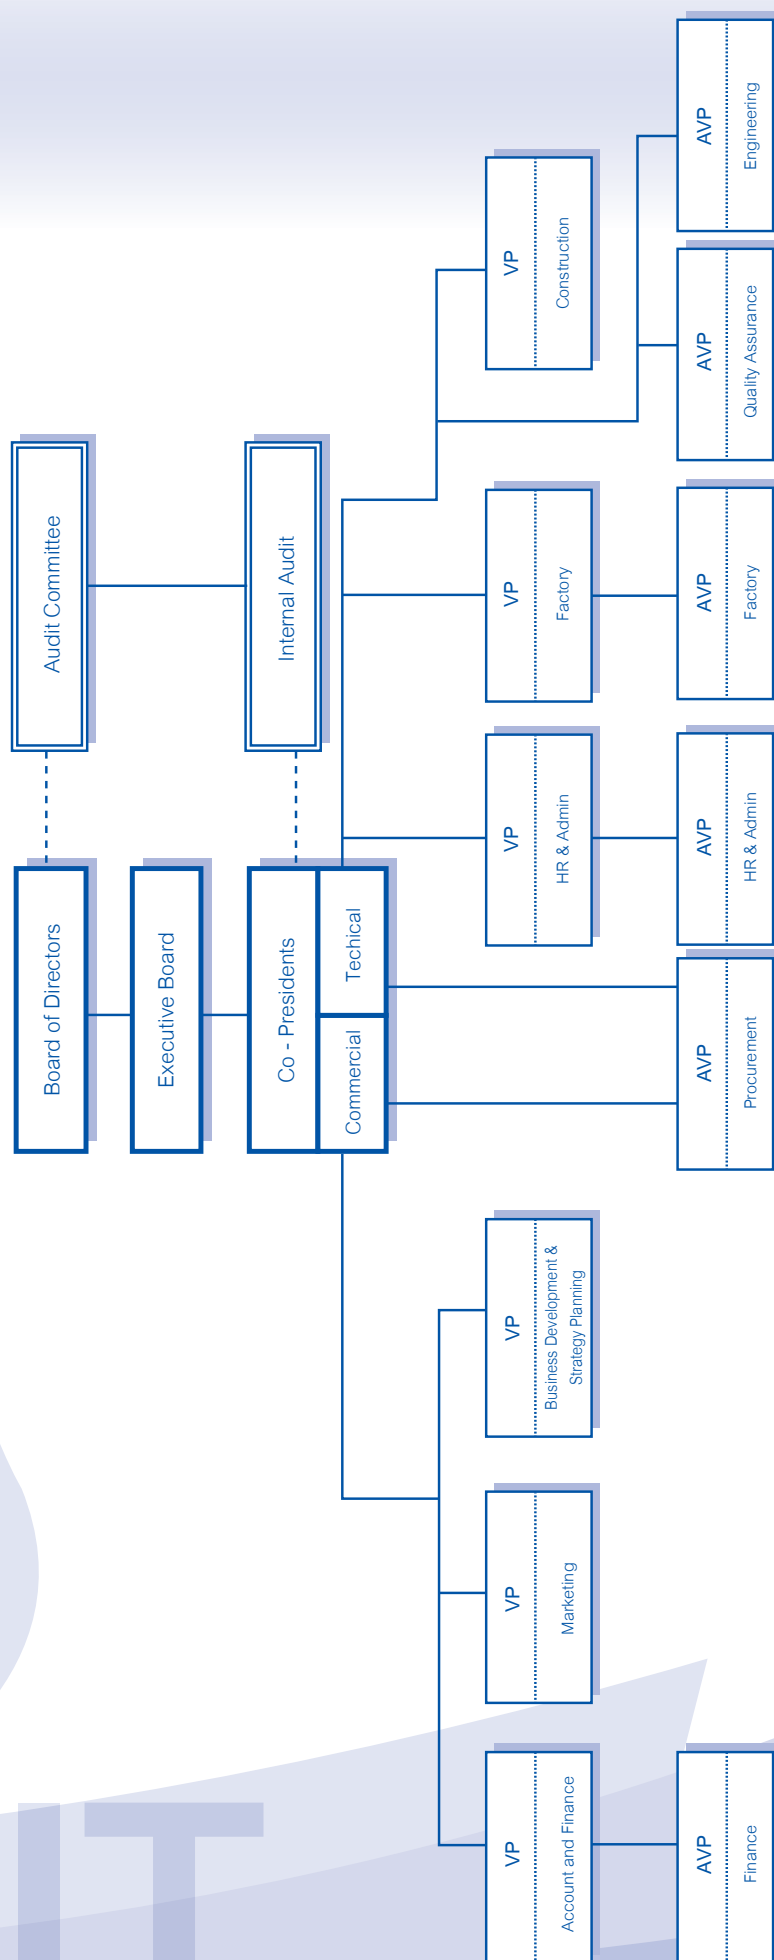 Board of Directors
Audit Committee
Executive Board
Co - Presidents
Internal Audit
Commercial
Techical
VP
Account and Finance
VP
Marketing
VP
Business Development &
Strategy Planning
VP
HR & Admin
VP
Factory
VP
Construction
AVP
Finance
AVP
Procurement
AVP
HR & Admin
AVP
Factory
AVP
Quality Assurance
AVP
Engineering
IT